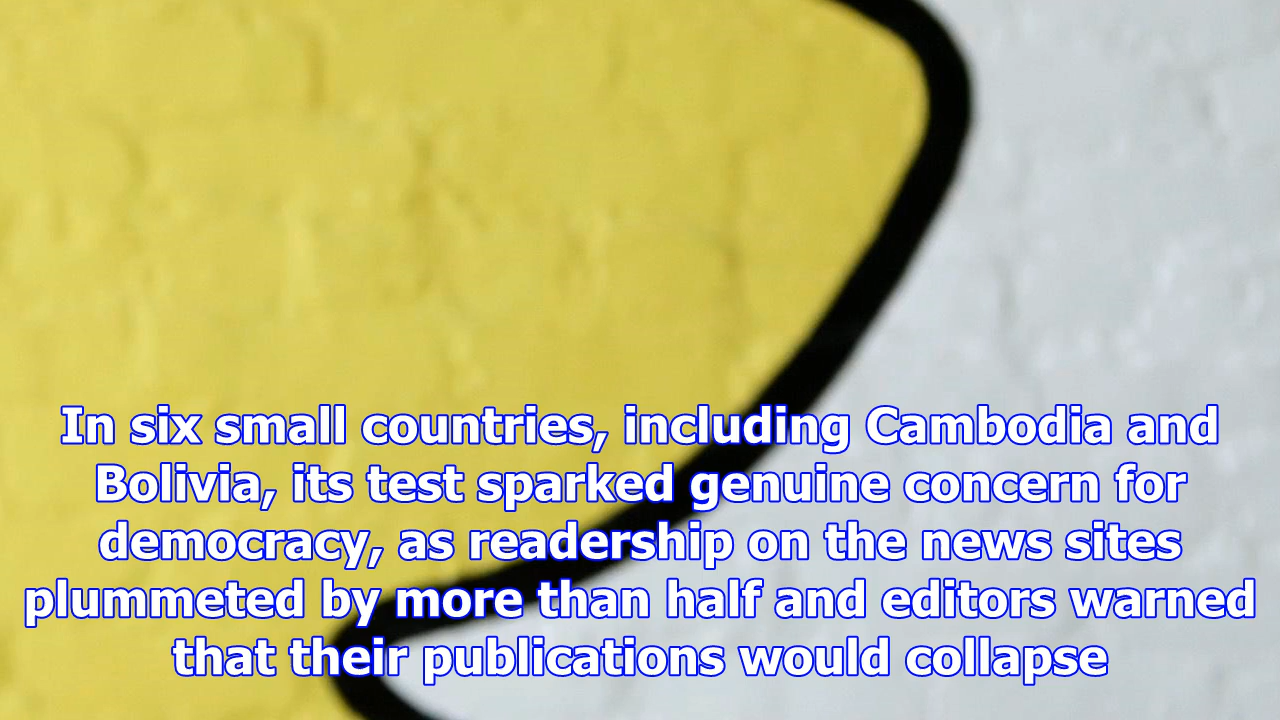 In six small countries, including Cambodia and
Bolivia, its test sparked genuine concern for
democracy, as readership on the news sites
plummeted by more than half and editors warned
that their publications would collapse